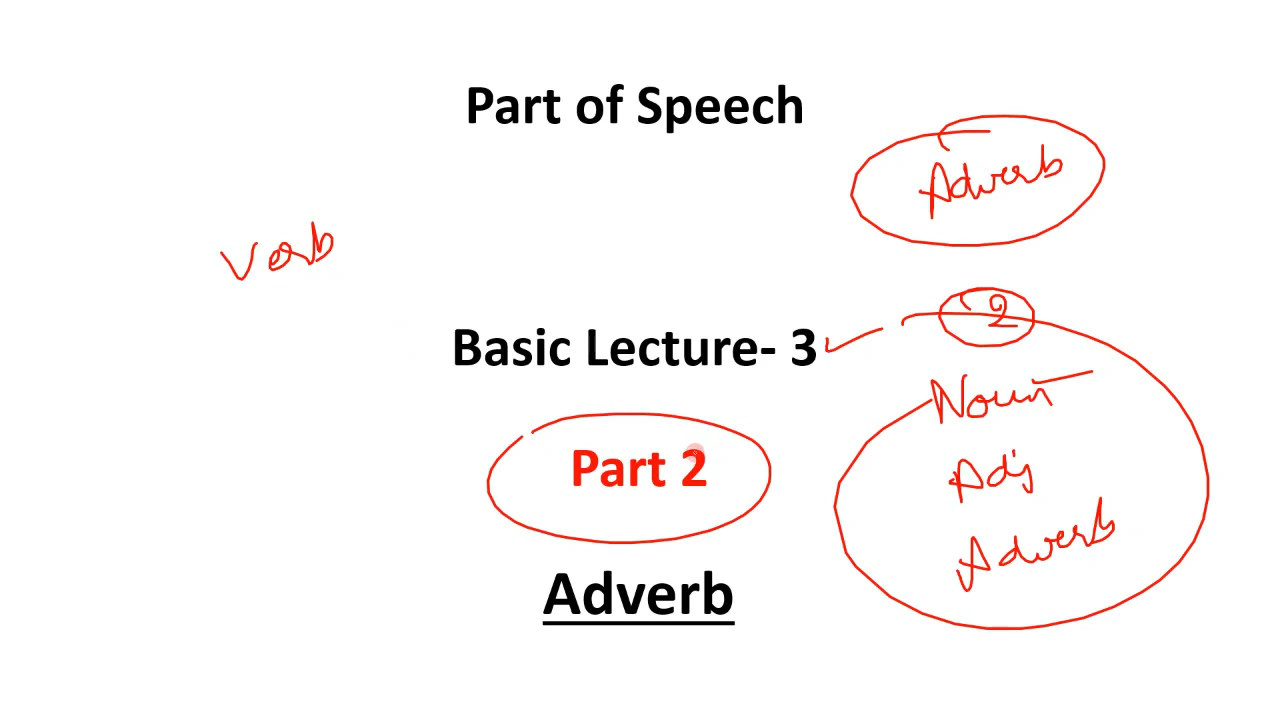 Part of Speech
Adverb
Verb
Basic Lecture- 3
2
Noun
Adj
Part 2
Adverb
Adverb